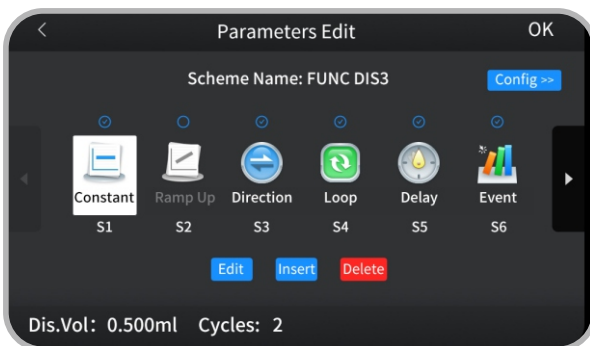 Parameters Edit OK
Scheme Name: FUNC DIS3 Config >>
Constant Ramp Up Direction Loop Delay Event
S1 S2 S3 S4 S5 S6
Edit Insert Delete
Dis.Vol: 0.500ml Cycles: 2